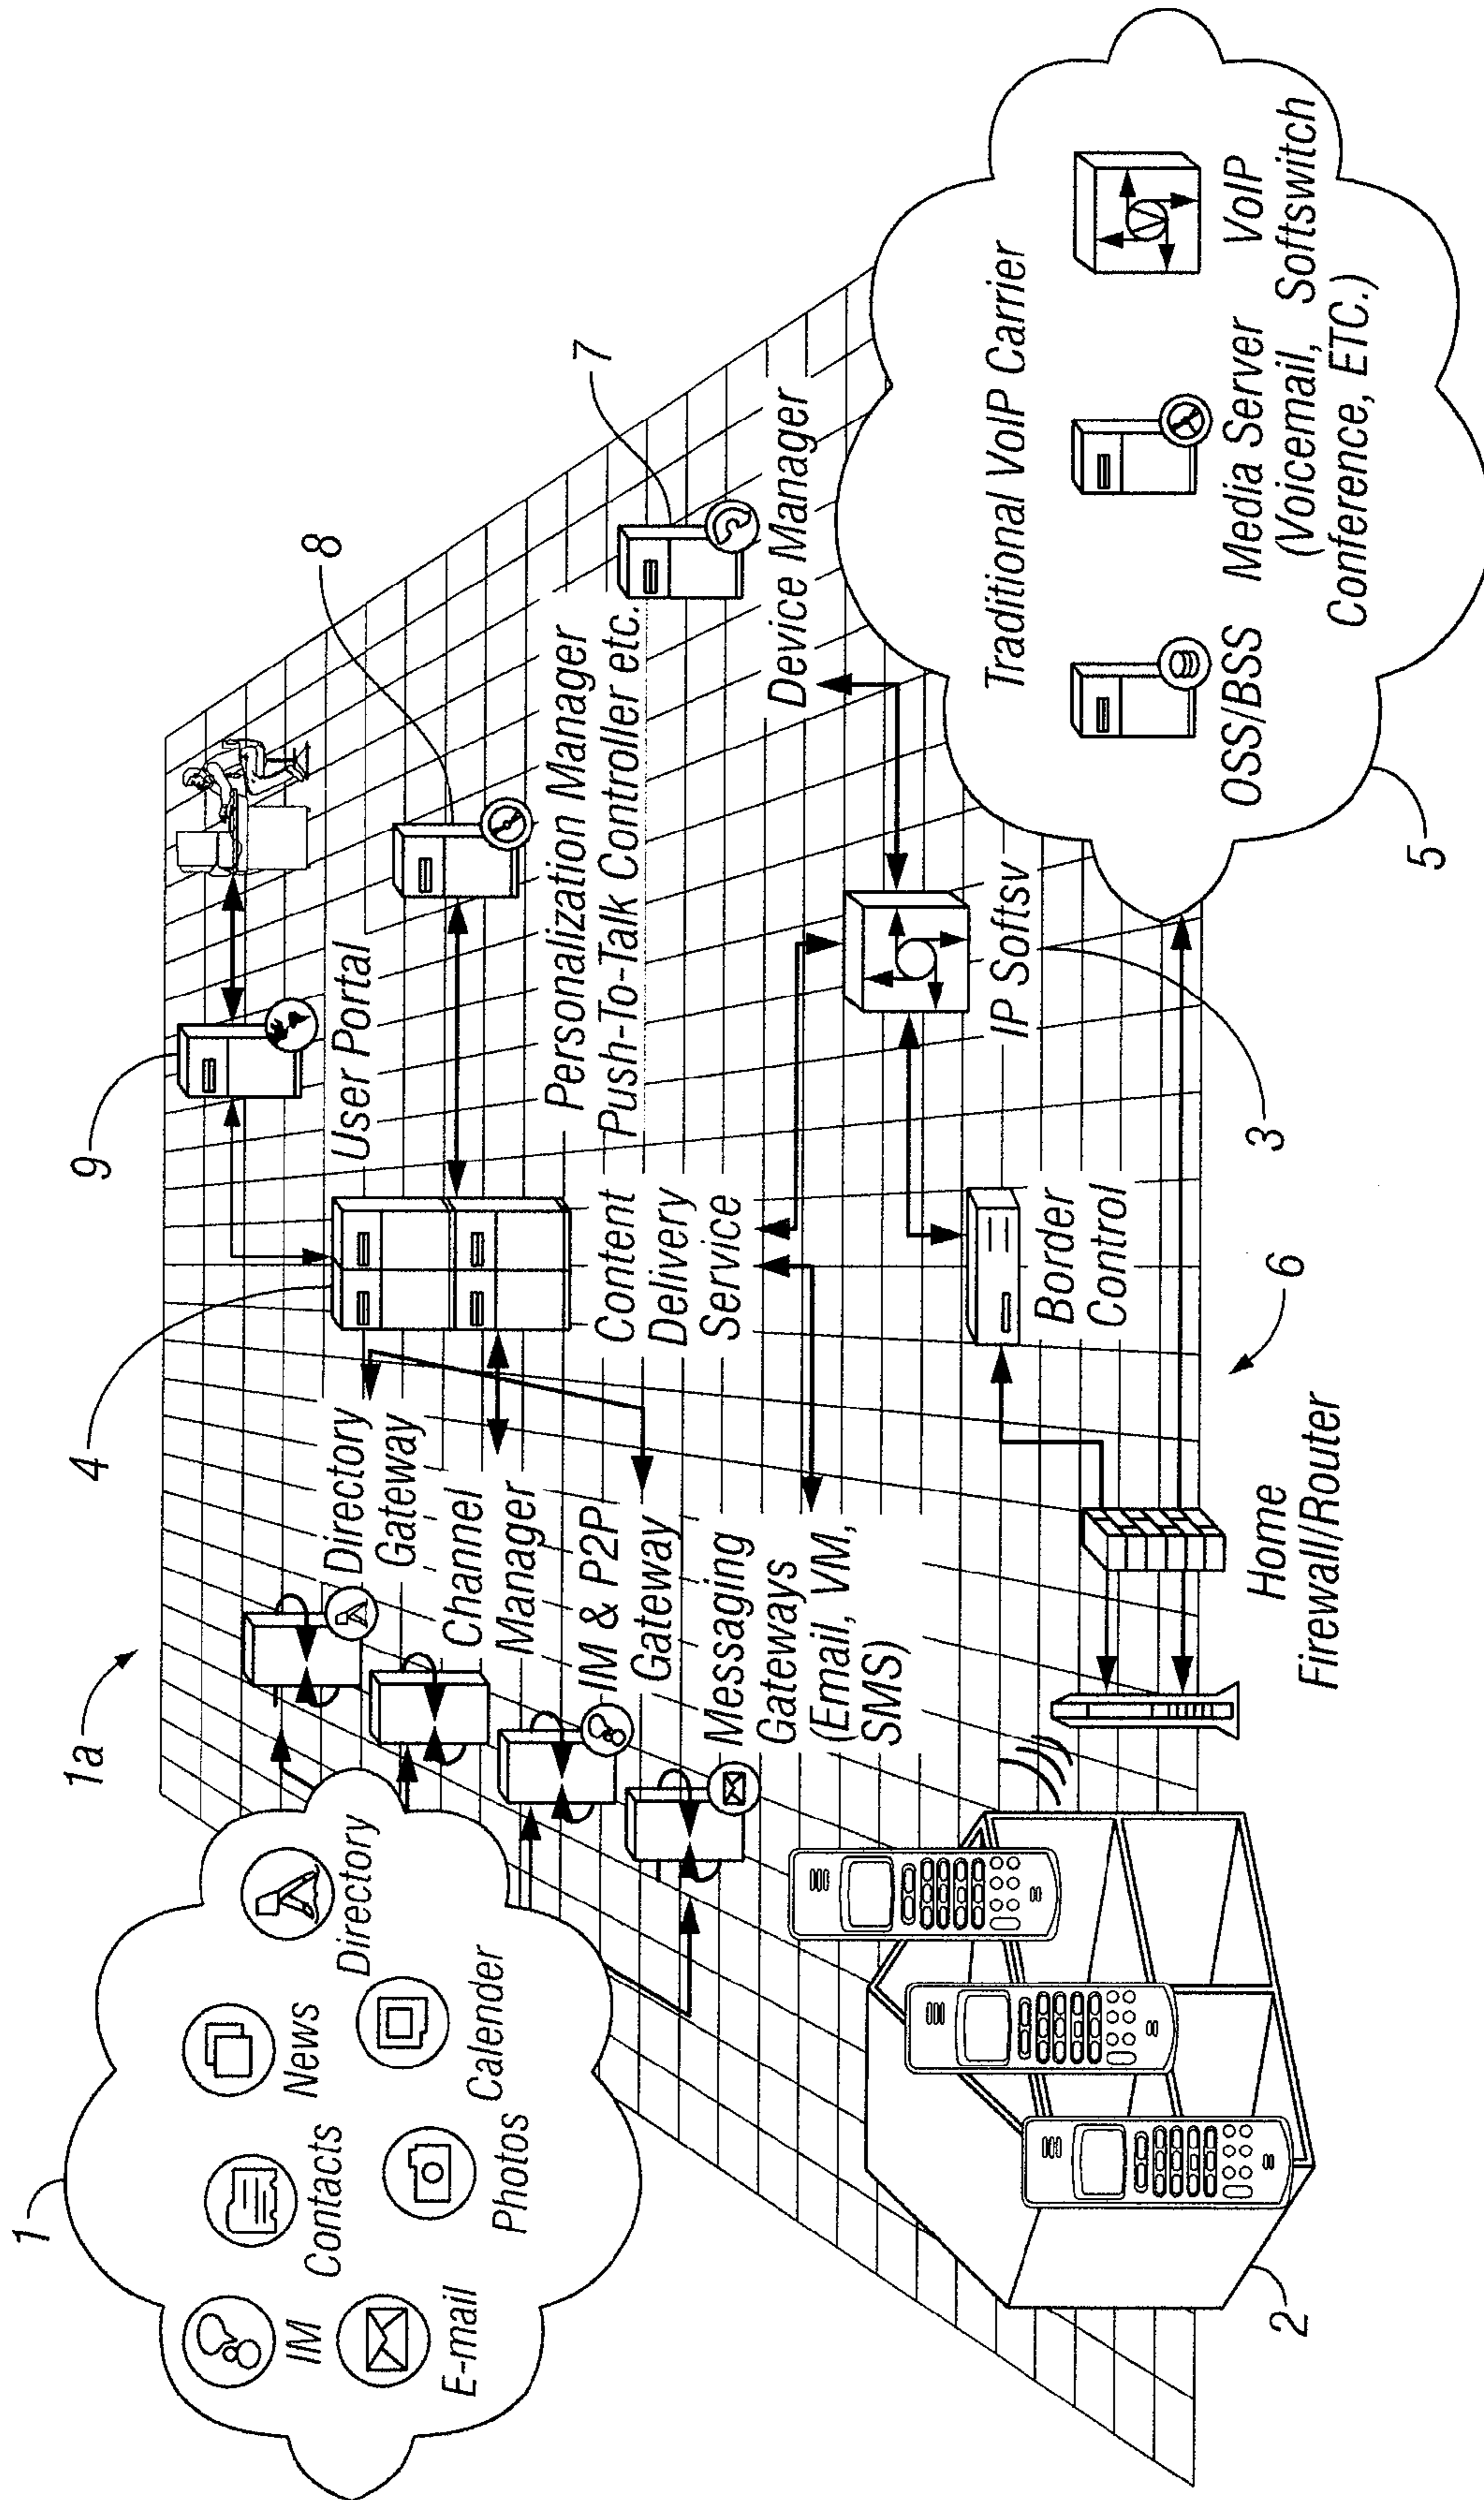 1
IM
Contacts
News
Directory
E-mail
Photos
Calender
1a
Directory
Gateway
Channel
Manager
IM & P2P
Gateway
Messaging
Gateways
(Email, VM,
SMS)
4
Content
Delivery
Service
9
User Portal
8
Personalization Manager
Push-To-Talk Controller etc.
7
Device Manager
2
Home
Firewall/Router
6
Border
Control
IP Softsv
3
Traditional VoIP Carrier
OSS/BSS
Media Server
(Voicemail,
Conference, ETC.)
VoIP
Softswitch
5